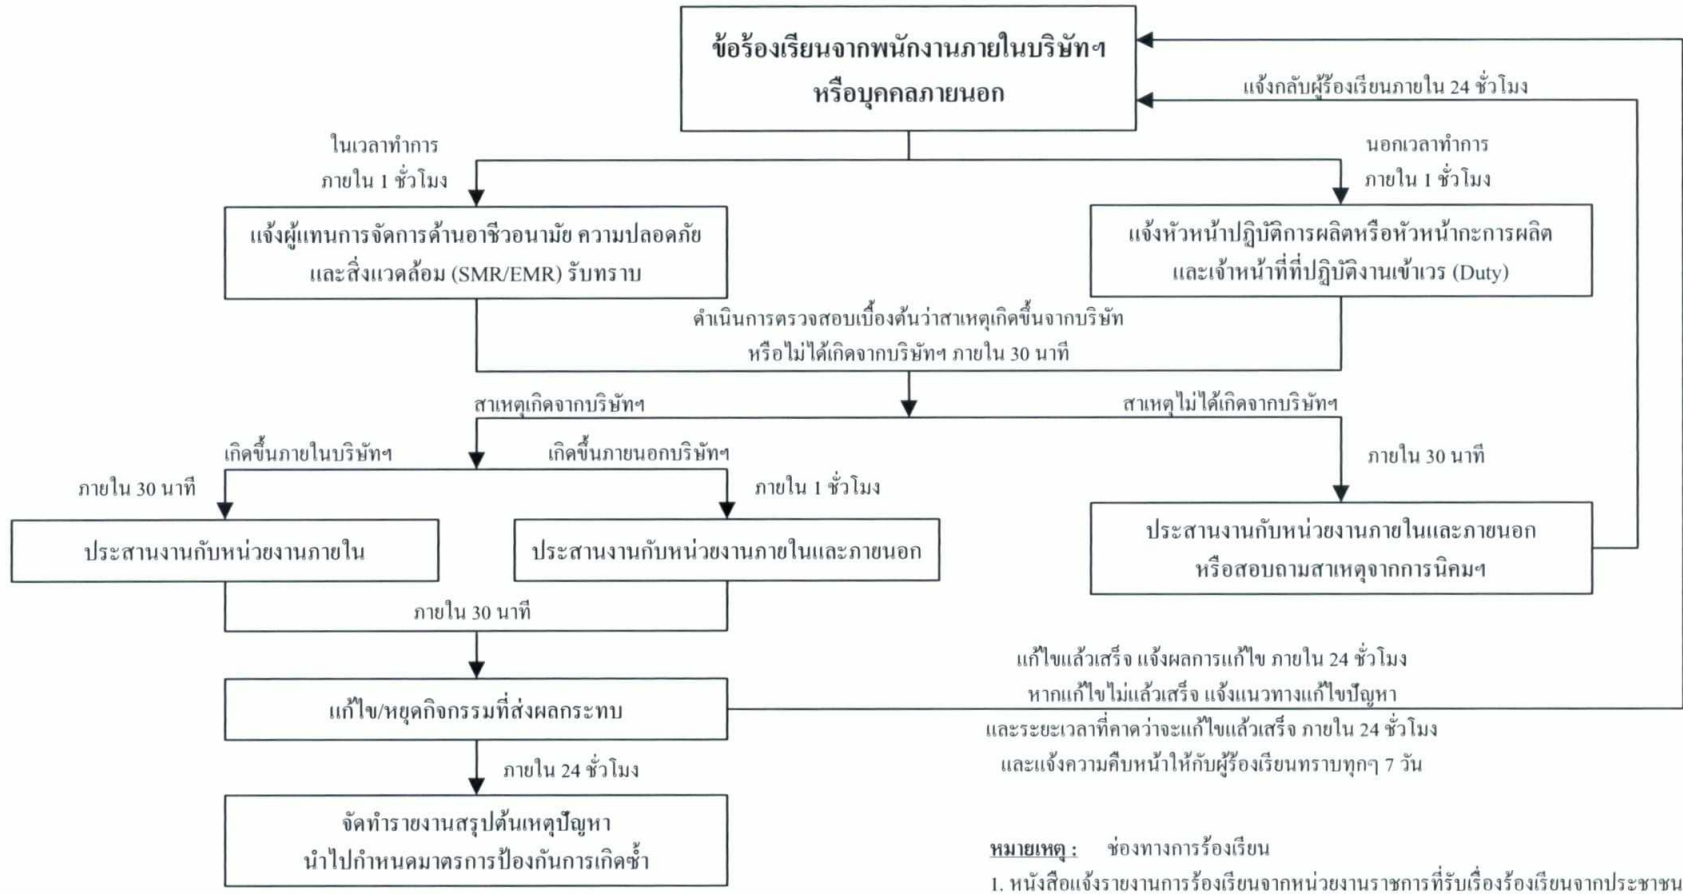 ข้อร้องเรียนจากพนักงานภายในบริษัทฯ
หรือบุคคลภายนอก
แจ้งกลับผู้ร้องเรียนภายใน 24 ชั่วโมง
ในเวลาทำการ
ภายใน 1 ชั่วโมง
นอกเวลาทำการ
ภายใน 1 ชั่วโมง
แจ้งผู้แทนการจัดการด้านอาชีวอนามัย ความปลอดภัย
และสิ่งแวดล้อม (SMR/EMR) รับทราบ
แจ้งหัวหน้าปฏิบัติการผลิตหรือหัวหน้ากะการผลิต
และเจ้าหน้าที่ที่ปฏิบัติงานเข้าเวร (Duty)
ดำเนินการตรวจสอบเบื้องต้นว่าสาเหตุเกิดขึ้นจากบริษัท
หรือไม่ได้เกิดจากบริษัทฯ ภายใน 30 นาที
สาเหตุเกิดจากบริษัทฯ
สาเหตุไม่ได้เกิดจากบริษัทฯ
เกิดขึ้นภายในบริษัทฯ
เกิดขึ้นภายนอกบริษัทฯ
ภายใน 30 นาที
ภายใน 30 นาที
ภายใน 1 ชั่วโมง
ประสานงานกับหน่วยงานภายใน
ประสานงานกับหน่วยงานภายในและภายนอก
ประสานงานกับหน่วยงานภายในและภายนอก
หรือสอบถามสาเหตุจากการนิคมฯ
ภายใน 30 นาที
แก้ไข/หยุดกิจกรรมที่ส่งผลกระทบ
แก้ไขแล้วเสร็จ แจ้งผลการแก้ไข ภายใน 24 ชั่วโมง
หากแก้ไขไม่แล้วเสร็จ แจ้งแนวทางแก้ไขปัญหา
และระยะเวลาที่คาดว่าจะแก้ไขแล้วเสร็จ ภายใน 24 ชั่วโมง
และแจ้งความคืบหน้าให้กับผู้ร้องเรียนทราบทุกๆ 7 วัน
ภายใน 24 ชั่วโมง
จัดทำรายงานสรุปต้นเหตุปัญหา
นำไปกำหนดมาตรการป้องกันการเกิดซ้ำ
หมายเหตุ : ช่องทางการร้องเรียน
1. หนังสือแจ้งรายงานการร้องเรียนจากหน่วยงานราชการที่รับเรื่องร้องเรียนจากประชาชน